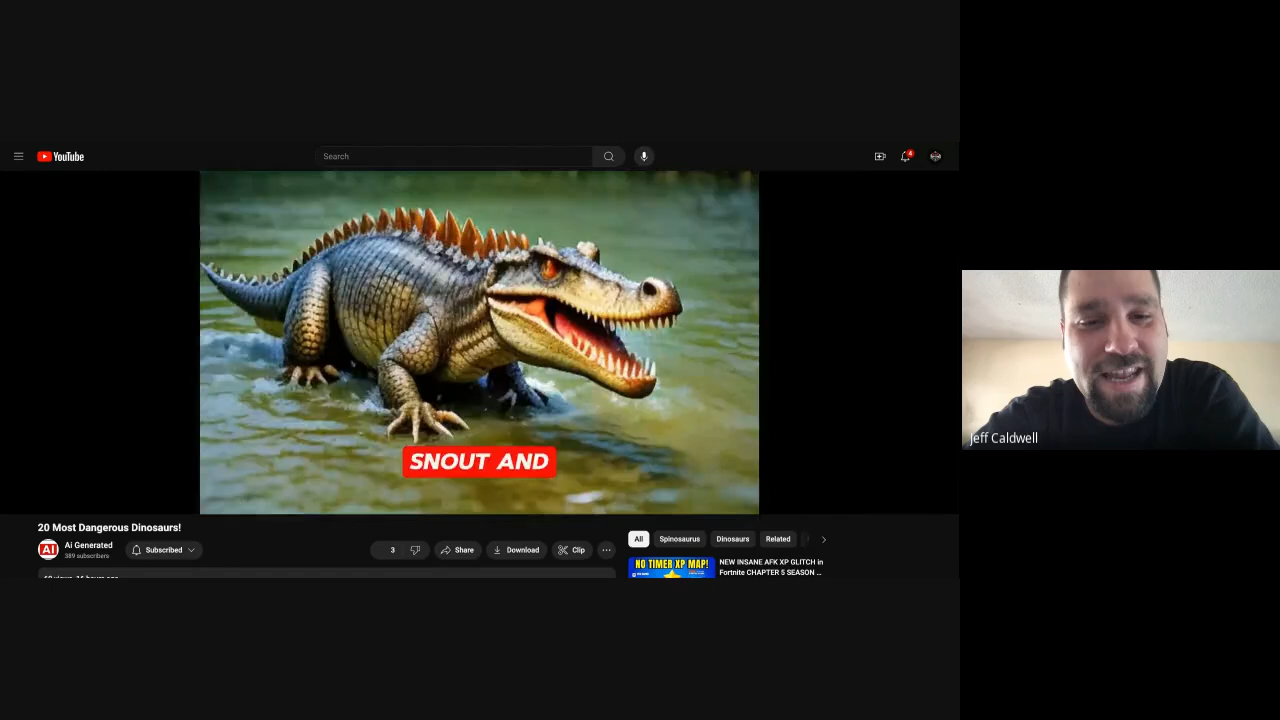 YouTube
Search
4
SNOUT AND
Jeff Caldwell
20 Most Dangerous Dinosaurs!
AI
Ai Generated
389 subscribers
Subscribed
3
Share
Download
Clip
All
Spinosaurus
Dinosaurs
Related
NO TIMER XP MAP!
NEW INSANE AFK XP GLITCH in
Fortnite CHAPTER 5 SEASON ...